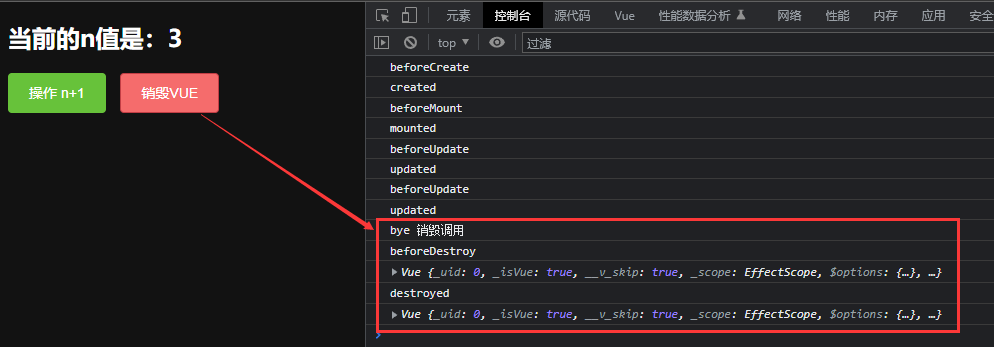 当前的n值是：3
操作 n+1 销毁VUE
元素 控制台 源代码 Vue 性能数据分析 网络 性能 内存 应用 安全
top 过滤
beforeCreate
created
beforeMount
mounted
beforeUpdate
updated
beforeUpdate
updated
bye 销毁调用
beforeDestroy
Vue {_uid: 0, _isVue: true, __v_skip: true, _scope: EffectScope, $options: {…}, …}
destroyed
Vue {_uid: 0, _isVue: true, __v_skip: true, _scope: EffectScope, $options: {…}, …}